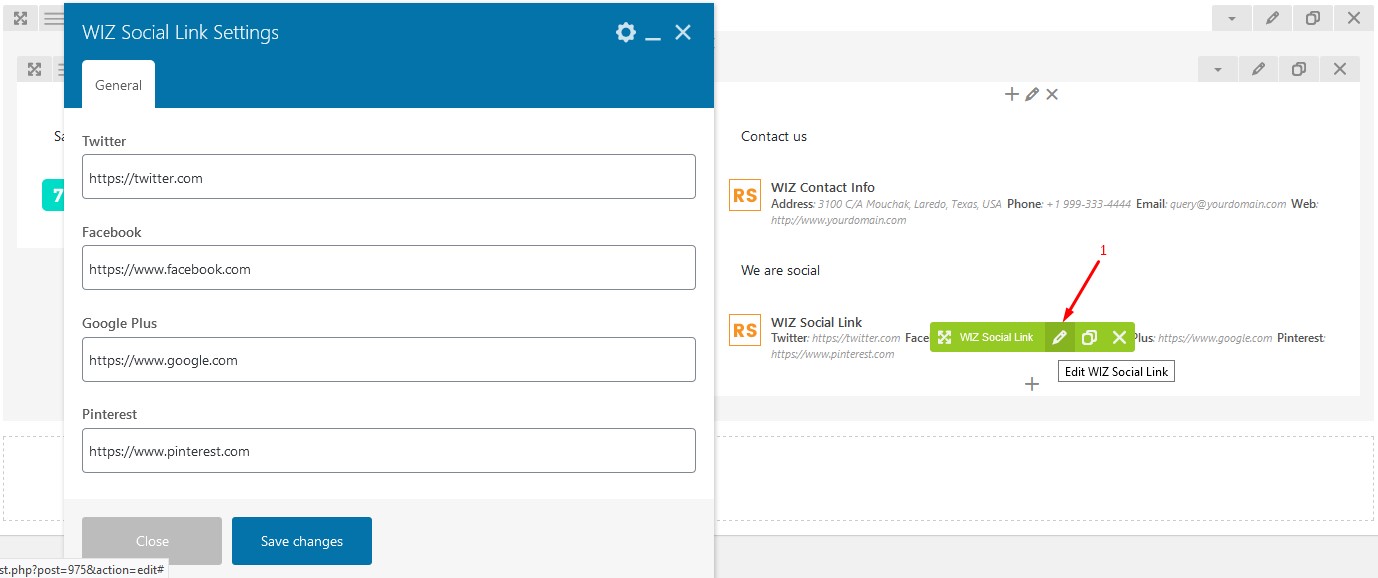 WIZ Social Link Settings
General
Twitter
https://twitter.com
Facebook
https://www.facebook.com
Google Plus
https://www.google.com
Pinterest
https://www.pinterest.com
Close
Save changes
st.php?post=975&action=edit#
Sa
7
Contact us
RS
WIZ Contact Info
Address: 3100 C/A Mouchak, Laredo, Texas, USA Phone: +1 999-333-4444 Email: query@yourdomain.com Web:
http://www.yourdomain.com
1
We are social
RS
WIZ Social Link
Twitter: https://twitter.com Face
WIZ Social Link
Plus: https://www.google.com Pinterest:
https://www.pinterest.com
Edit WIZ Social Link